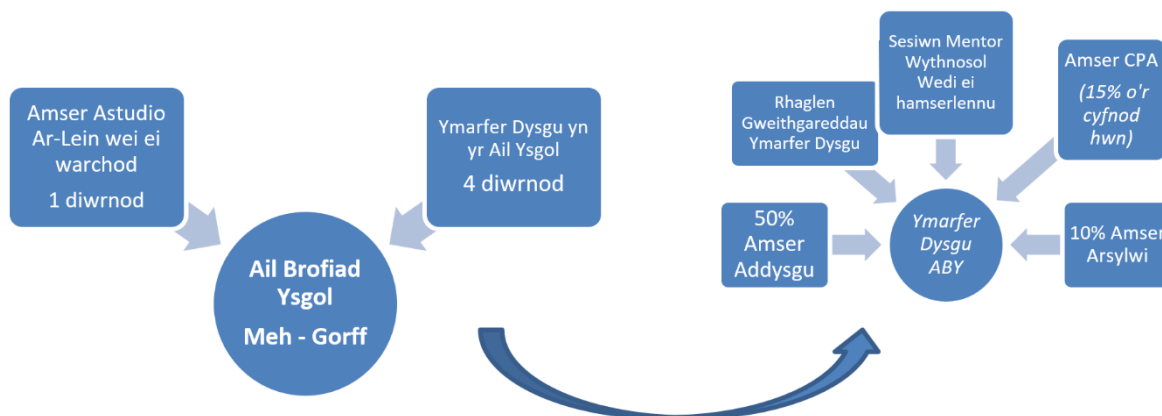 Amser Astudio
Ar-Lein wei ei
warchod
1 diwrnod
Ymarfer Dysgu yn
yr Ail Ysgol
4 diwrnod
Ail Brofiad
Ysgol
Meh - Gorff
Rhaglen
Gweithgareddau
Ymarfer Dysgu
Sesiwn Mentor
Wythnosol
Wedi ei
hamserlennu
Amser CPA
(15% o'r
cyfnod
hwn)
50%
Amser
Addysgu
Ymarfer
Dysgu
ABY
10% Amser
Arsylwi